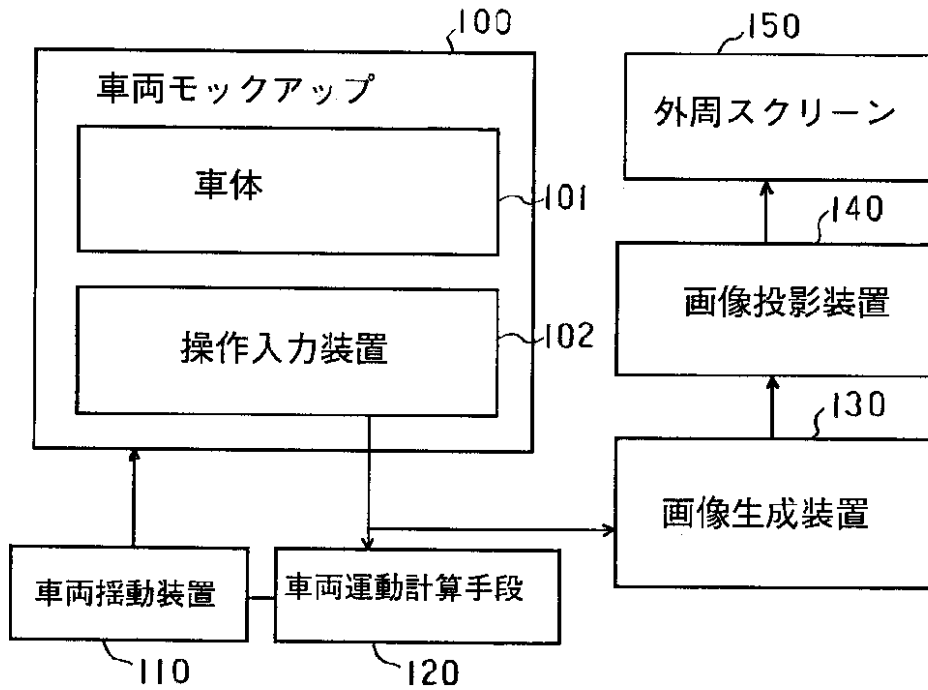 100
車両モックアップ
車体
101
操作入力装置
102
車両揺動装置
110
車両運動計算手段
120
150
外周スクリーン
140
画像投影装置
130
画像生成装置